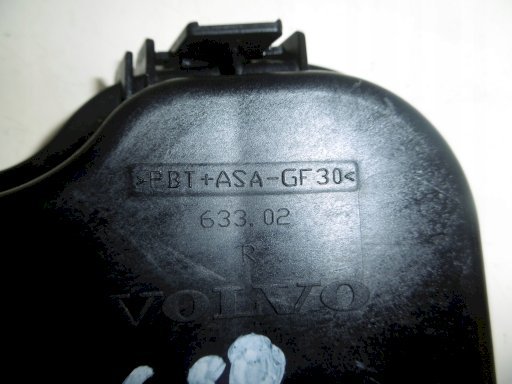 >PBT+ASA-GF30<
633.02
R
VOLVO